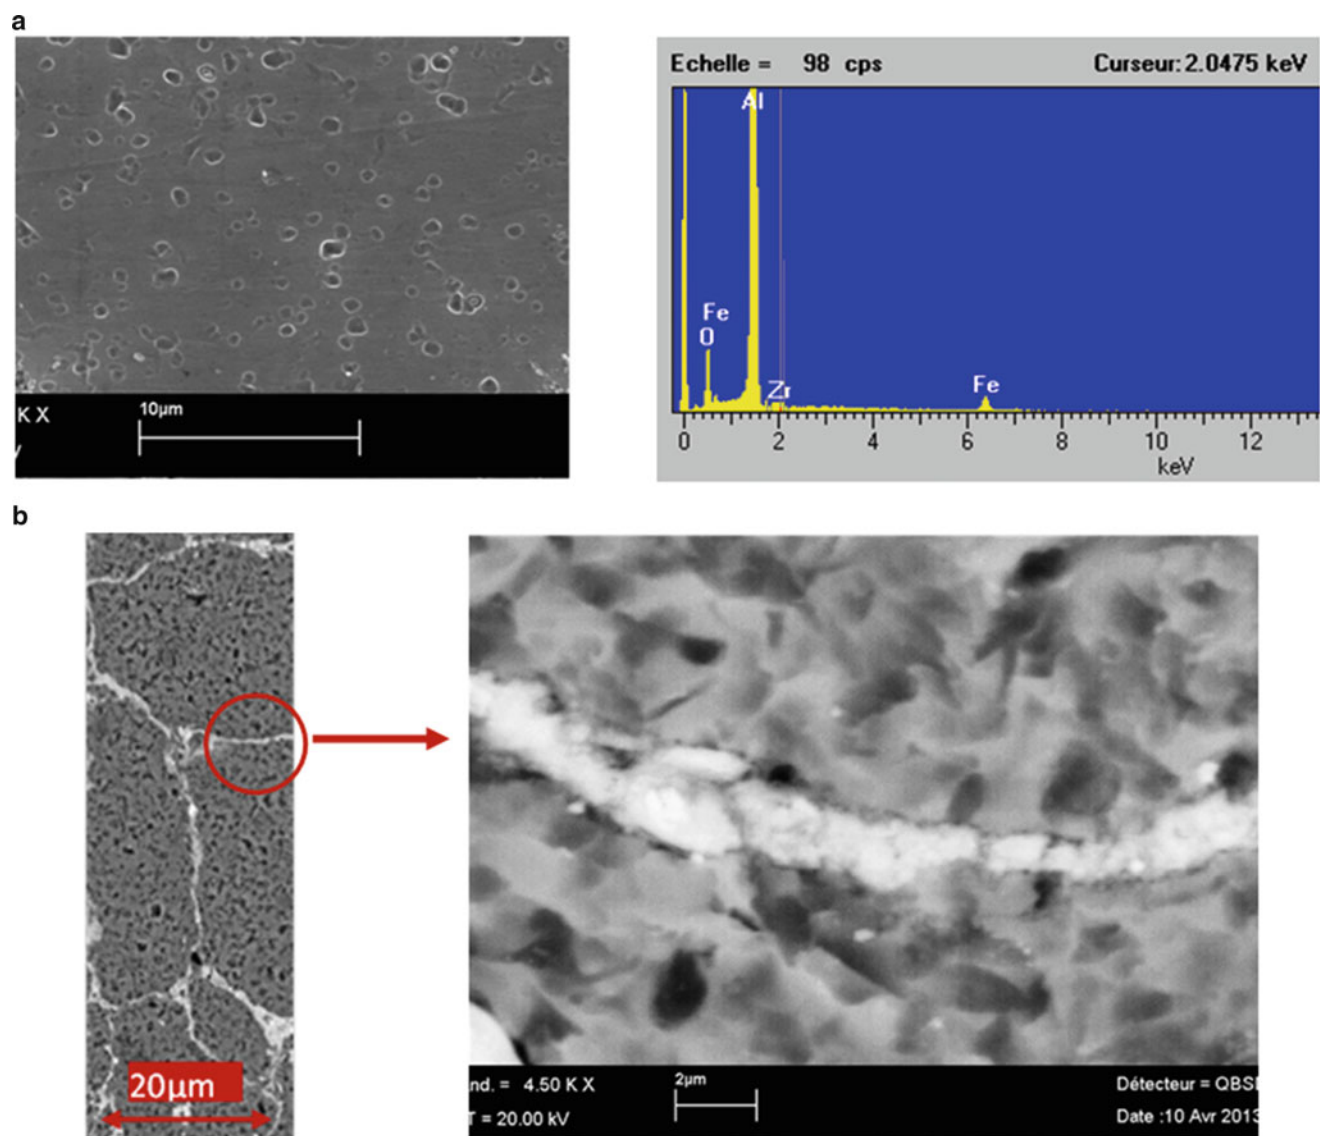 a
Echelle = 98 cps Curseur: 2.0475 keV
Al
Fe
O
Zr
Fe
0 2 4 6 8 10 12
keV
K X
10µm
b
20µm
nd. = 4.50 K X
2µm
Détecteur = QBS
T = 20.00 kV
Date :10 Avr 2013